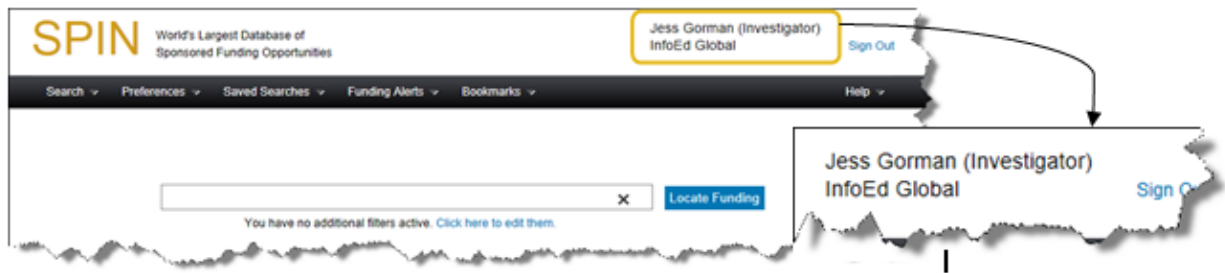 SPIN
World's Largest Database of
Sponsored Funding Opportunities
Jess Gorman (Investigator)
InfoEd Global
Sign Out
Search
Preferences
Saved Searches
Funding Alerts
Bookmarks
Help
Locate Funding
You have no additional filters active. Click here to edit them.
Jess Gorman (Investigator)
InfoEd Global
Sign